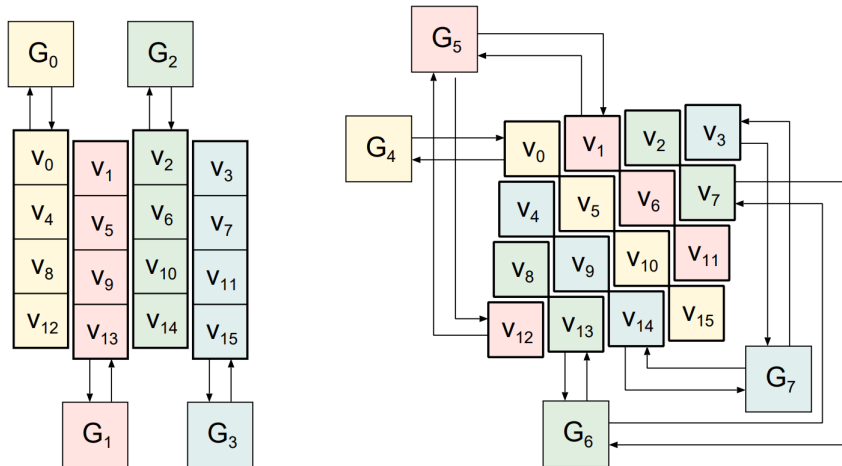 G₀ G₂
v₀ v₁ v₂ v₃
v₄ v₅ v₆ v₇
v₈ v₉ v₁₀ v₁₁
v₁₂ v₁₃ v₁₄ v₁₅
G₁ G₃
G₅
G₄
v₀ v₁ v₂ v₃
v₄ v₅ v₆ v₇
v₈ v₉ v₁₀ v₁₁
v₁₂ v₁₃ v₁₄ v₁₅
G₇
G₆